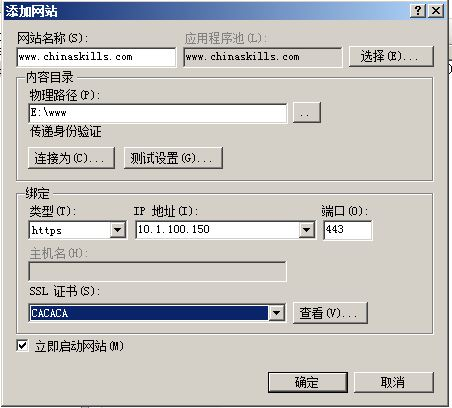 添加网站
网站名称(S): 应用程序池(L):
www.chinaskills.com www.chinaskills.com 选择(E)...
内容目录
物理路径(P):
E:\www ...
传递身份验证
连接为(C)... 测试设置(G)...
绑定
类型(T): IP 地址(I): 端口(O):
https 10.1.100.150 443
主机名(H):
SSL 证书(S):
CACACA 查看(V)...
立即启动网站(M)
确定 取消